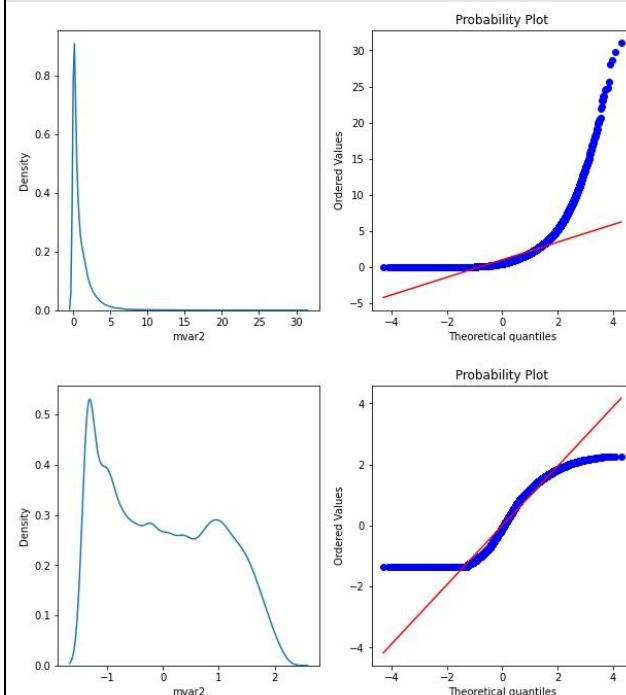 Probability Plot
0.8
0.6
0.4
0.2
0.0
Density
0 5 10 15 20 25 30
mvar2
30
25
20
15
10
5
0
−5
Ordered Values
−4 −2 0 2 4
Theoretical quantiles
Probability Plot
0.5
0.4
0.3
0.2
0.1
0.0
Density
−1 0 1 2
mvar2
4
2
0
−2
−4
Ordered Values
−4 −2 0 2 4
Theoretical quantiles